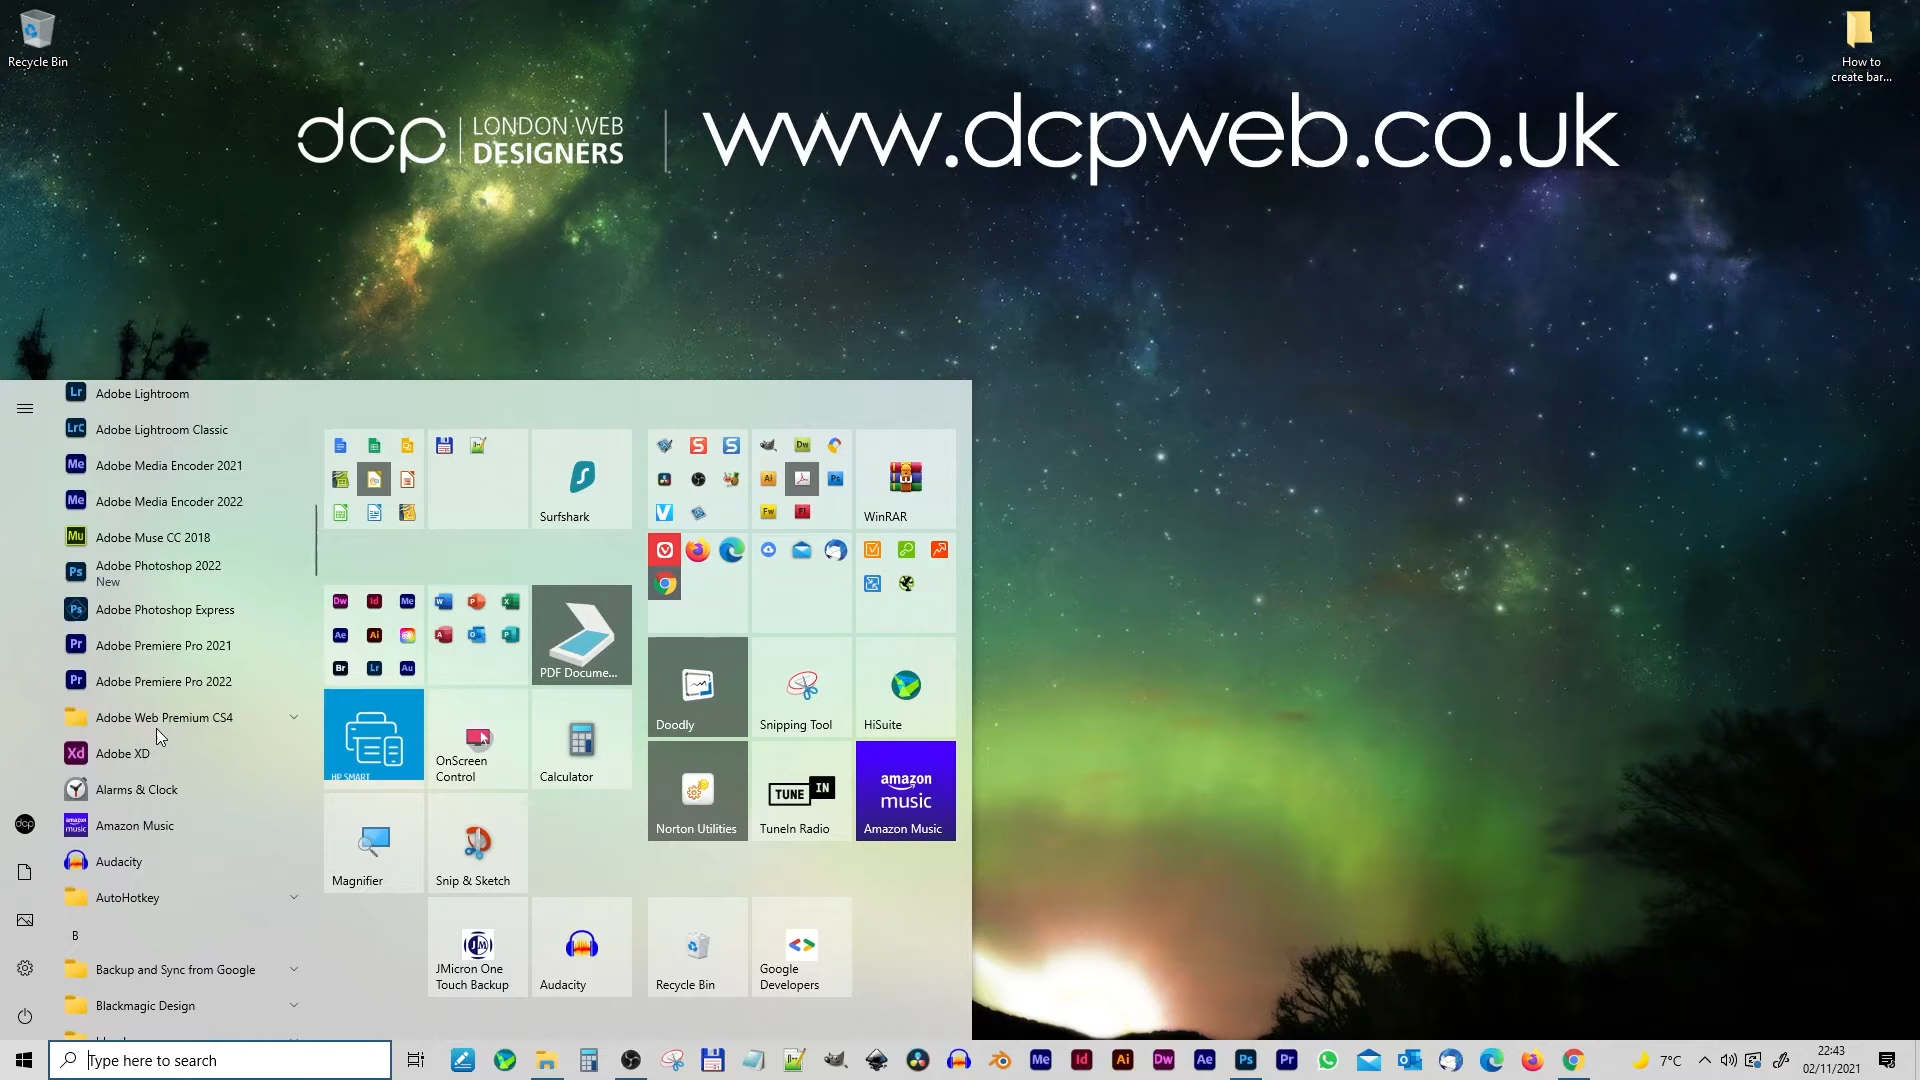 Recycle Bin
How to
create bar...
dcp
LONDON WEB
DESIGNERS
www.dcpweb.co.uk
Adobe Lightroom
Adobe Lightroom Classic
Adobe Media Encoder 2021
Adobe Media Encoder 2022
Adobe Muse CC 2018
Adobe Photoshop 2022
New
Adobe Photoshop Express
Adobe Premiere Pro 2021
Adobe Premiere Pro 2022
Adobe Web Premium CS4
Adobe XD
Alarms & Clock
Amazon Music
Audacity
AutoHotkey
B
Backup and Sync from Google
Blackmagic Design
Surfshark
WinRAR
PDF Docume...
HP SMART
OnScreen
Control
Calculator
Magnifier
Snip & Sketch
JMicron One
Touch Backup
Audacity
Doodly
Snipping Tool
HiSuite
Norton Utilities
TUNE IN
TuneIn Radio
amazon
music
Amazon Music
Recycle Bin
Google
Developers
Type here to search
7°C
22:43
02/11/2021